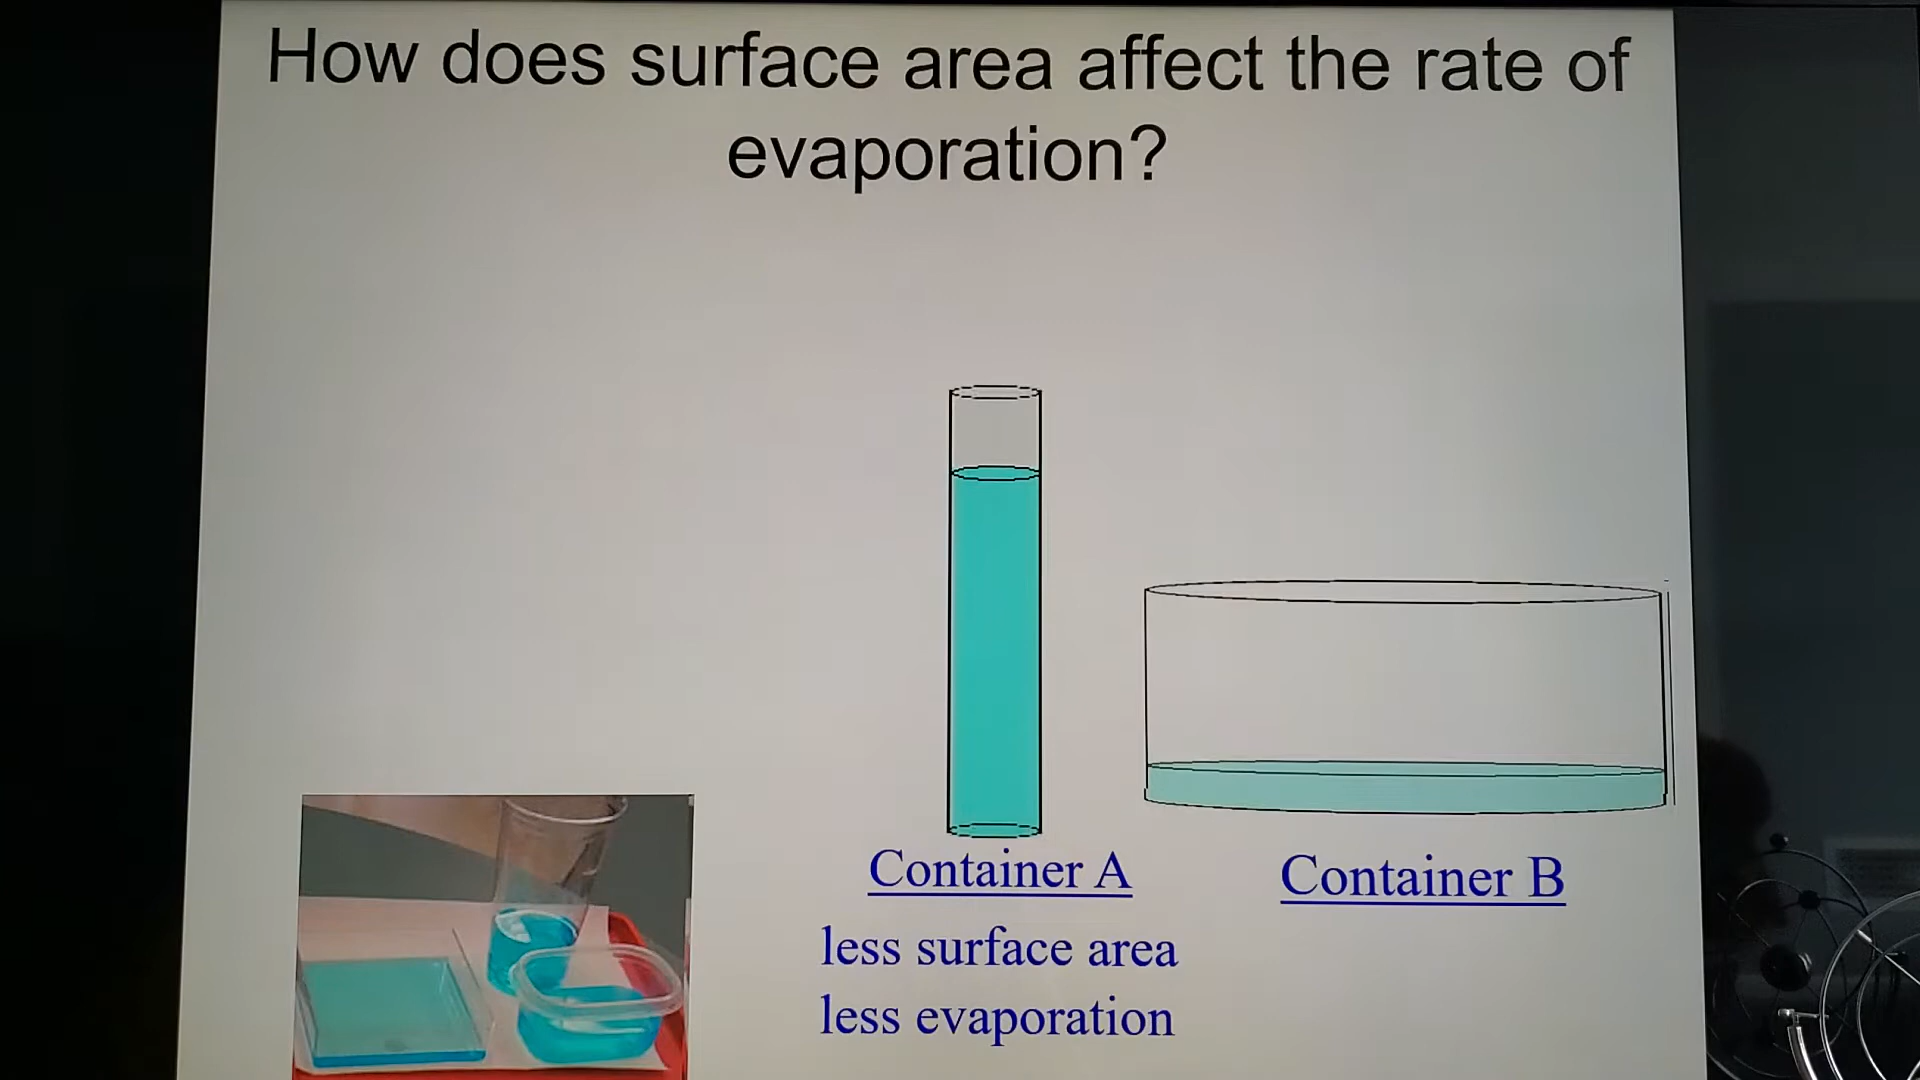 How does surface area affect the rate of
evaporation?
Container A
less surface area
less evaporation
Container B